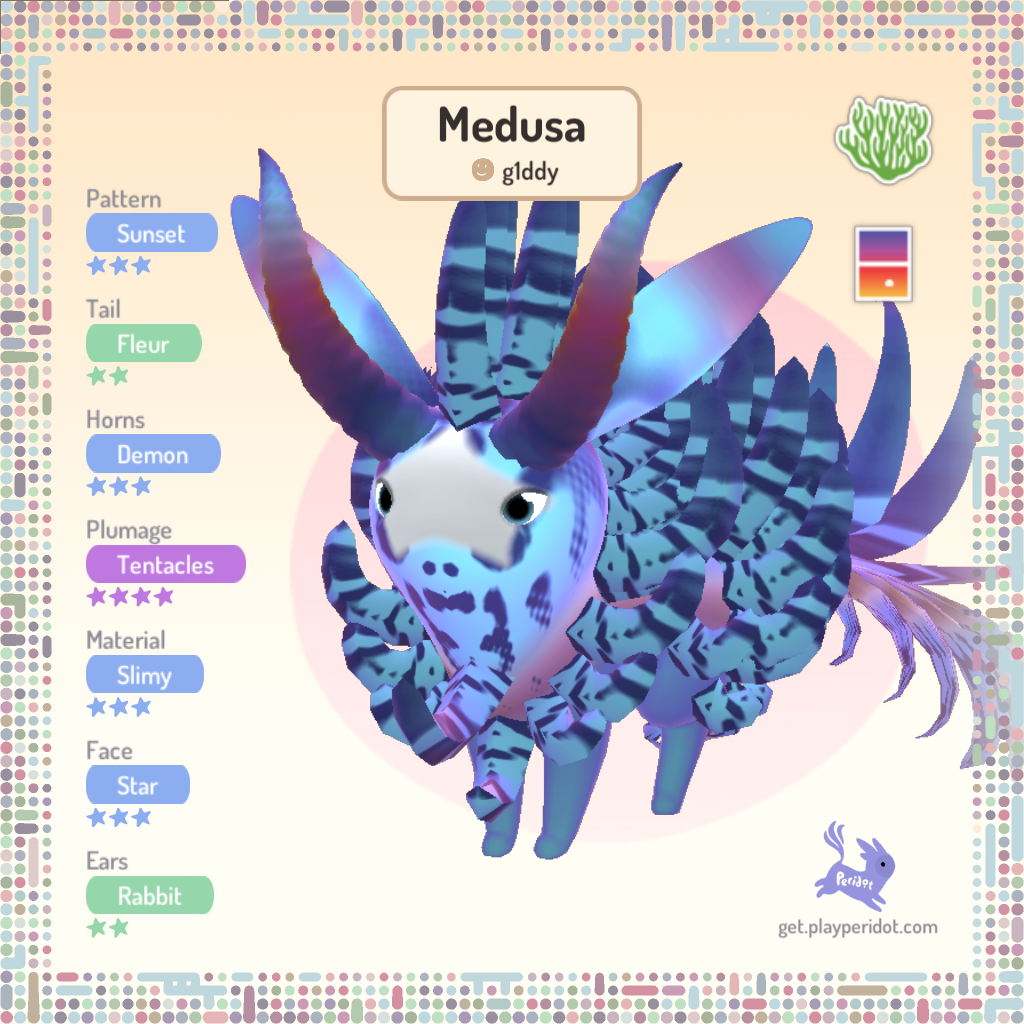 Medusa
g1ddy
Pattern
Sunset
Tail
Fleur
Horns
Demon
Plumage
Tentacles
Material
Slimy
Face
Star
Ears
Rabbit
Peridot
get.playperidot.com